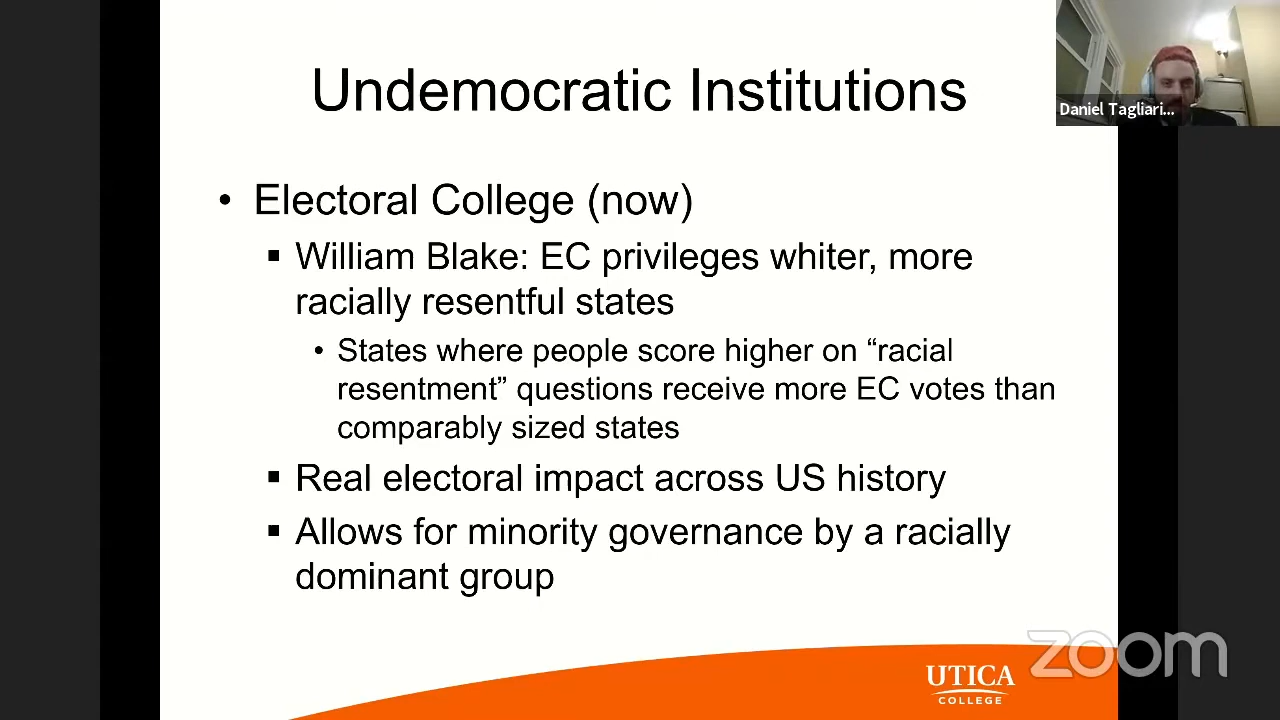 Undemocratic Institutions
Daniel Tagliari...
• Electoral College (now)
▪ William Blake: EC privileges whiter, more
racially resentful states
• States where people score higher on “racial
resentment” questions receive more EC votes than
comparably sized states
▪ Real electoral impact across US history
▪ Allows for minority governance by a racially
dominant group
zoom
UTICA
COLLEGE